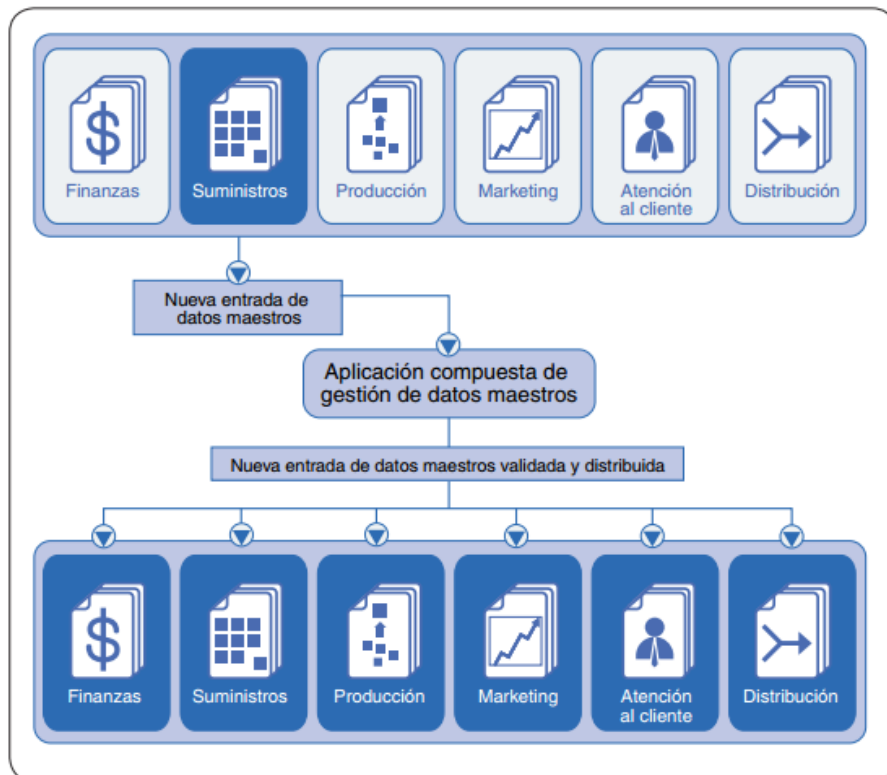 Finanzas
Suministros
Producción
Marketing
Atención
al cliente
Distribución
Nueva entrada de
datos maestros
Aplicación compuesta de
gestión de datos maestros
Nueva entrada de datos maestros validada y distribuida
Finanzas
Suministros
Producción
Marketing
Atención
al cliente
Distribución